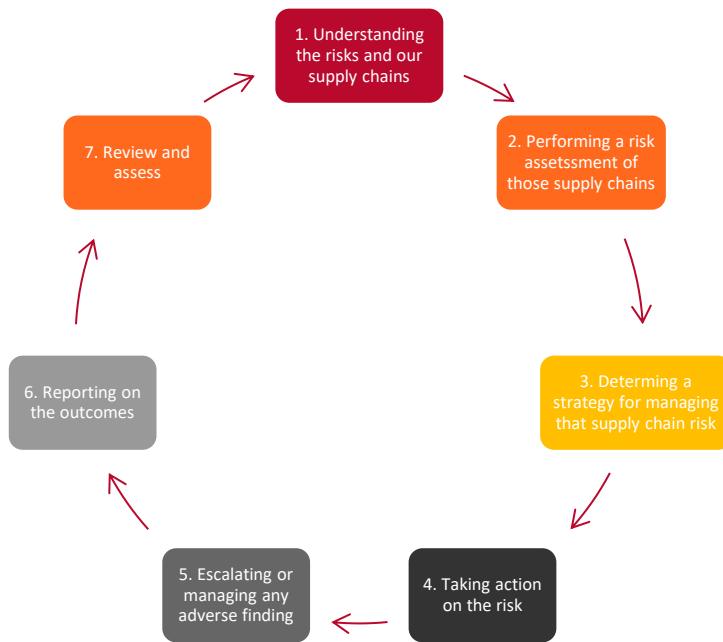 1. Understanding
the risks and our
supply chains
2. Performing a risk
assetssment of
those supply chains
3. Determing a
strategy for managing
that supply chain risk
4. Taking action
on the risk
5. Escalating or
managing any
adverse finding
6. Reporting on
the outcomes
7. Review and
assess